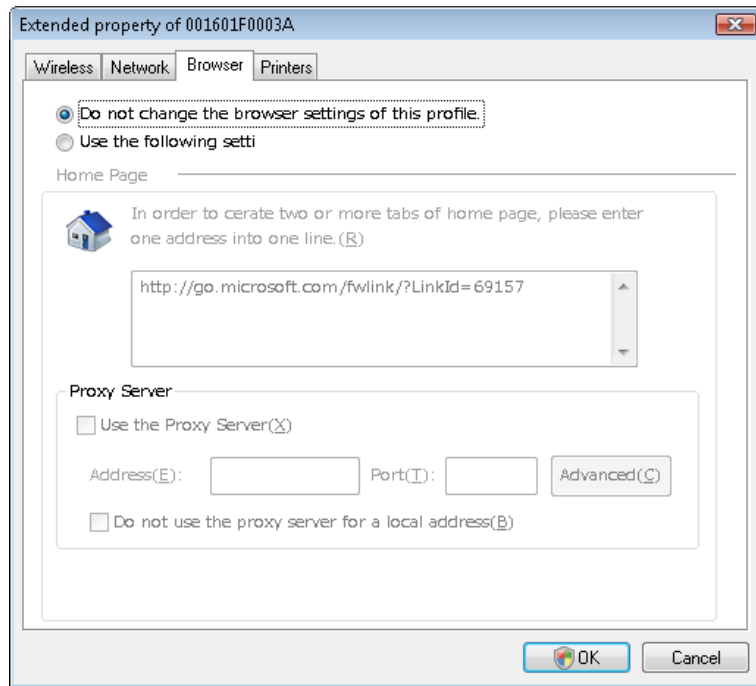 Extended property of 001601F0003A
Wireless Network Browser Printers
Do not change the browser settings of this profile.
Use the following setti
Home Page
In order to cerate two or more tabs of home page, please enter
one address into one line.(R)
http://go.microsoft.com/fwlink/?LinkId=69157
Proxy Server
Use the Proxy Server(X)
Address(E): Port(T): Advanced(C)
Do not use the proxy server for a local address(B)
OK Cancel